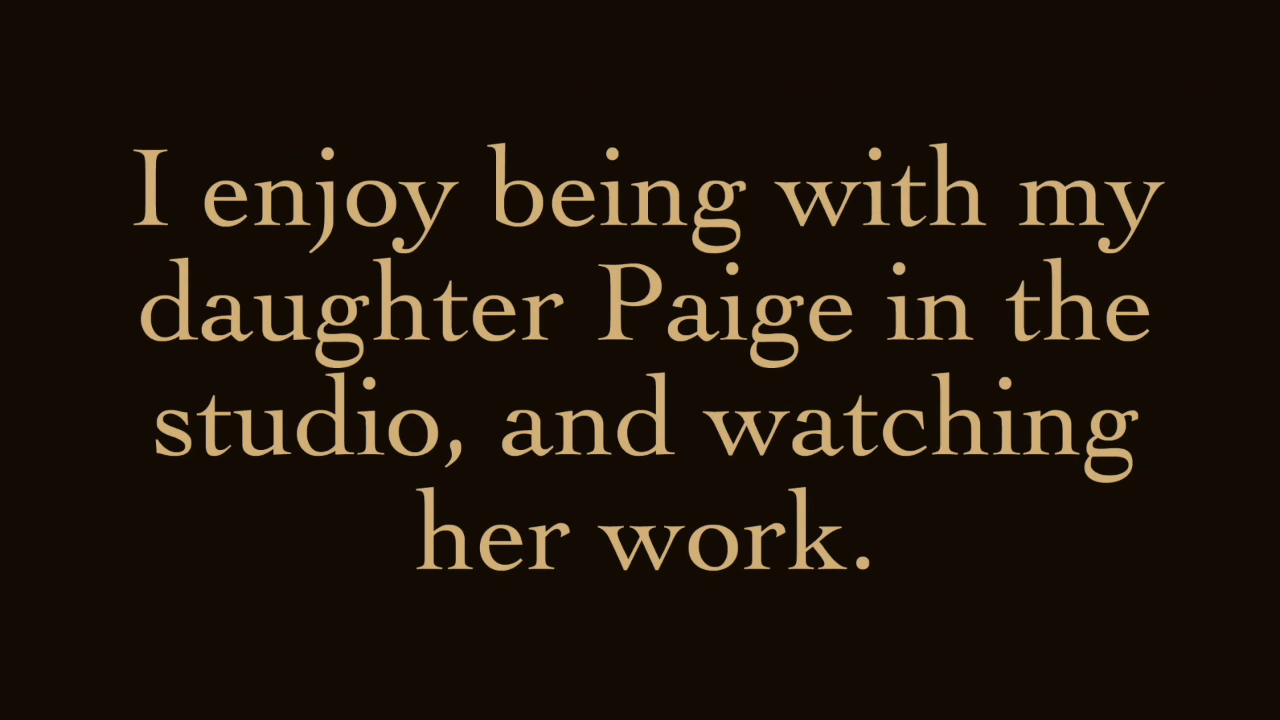 I enjoy being with my
daughter Paige in the
studio, and watching
her work.